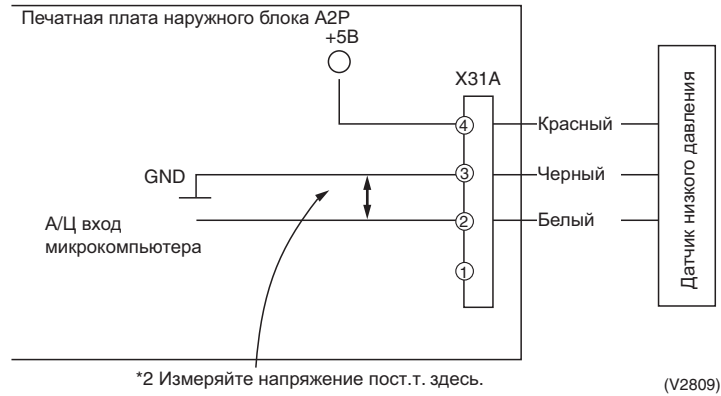 Печатная плата наружного блока A2P
+5В
X31A
4
Красный
GND
3
Черный
А/Ц вход
микрокомпьютера
2
Белый
1
Датчик низкого давления
*2 Измеряйте напряжение пост.т. здесь.
(V2809)